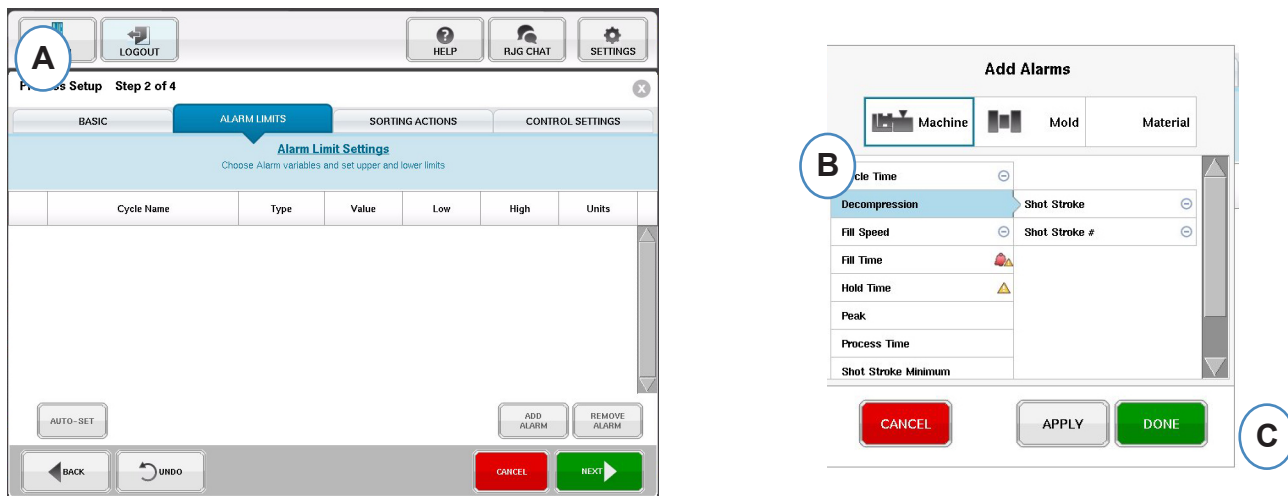 A
LOGOUT
HELP
RJG CHAT
SETTINGS
Setup Step 2 of 4
BASIC
ALARM LIMITS
SORTING ACTIONS
CONTROL SETTINGS
Alarm Limit Settings
Choose Alarm variables and set upper and lower limits
Cycle Name Type Value Low High Units
AUTO-SET
ADD
ALARM
REMOVE
ALARM
BACK
UNDO
CANCEL
NEXT
Add Alarms
Machine Mold Material
B
Time
Decompression
Shot Stroke
Fill Speed
Shot Stroke #
Fill Time
Hold Time
Peak
Process Time
Shot Stroke Minimum
CANCEL
APPLY
DONE
C